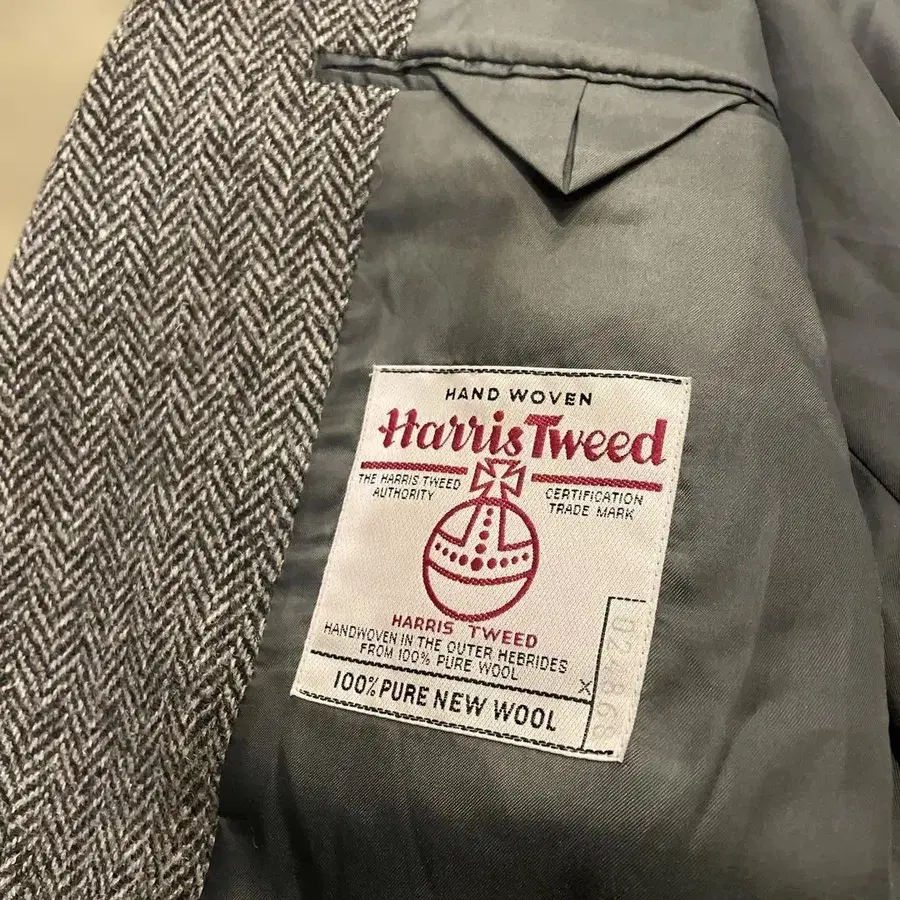 HAND WOVEN
Harris Tweed
THE HARRIS TWEED
AUTHORITY
CERTIFICATION
TRADE MARK
HARRIS TWEED
HANDWOVEN IN THE OUTER HEBRIDES
FROM 100% PURE WOOL
X
100% PURE NEW WOOL